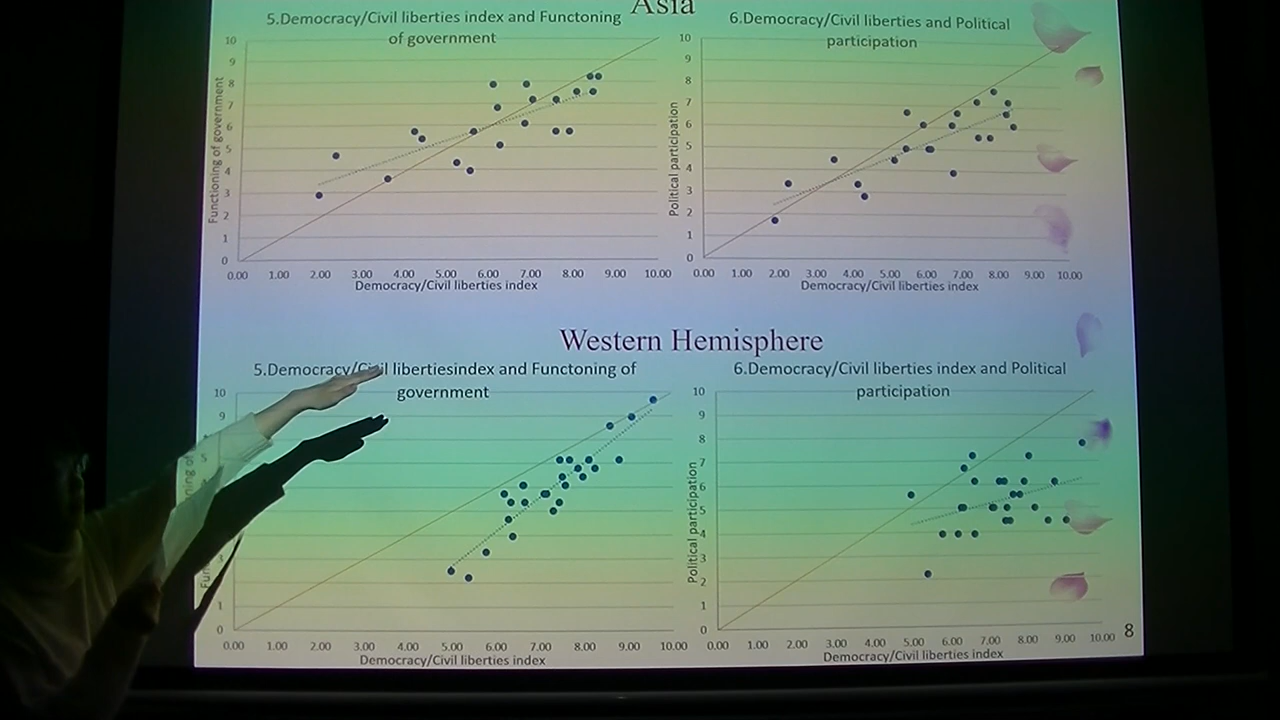 Asia
5.Democracy/Civil liberties index and Functoning
of government
10
9
8
7
6
5
4
3
2
1
0
Functioning of government
0.00 1.00 2.00 3.00 4.00 5.00 6.00 7.00 8.00 9.00 10.00
Democracy/Civil liberties index
6.Democracy/Civil liberties and Political
participation
10
9
8
7
6
5
4
3
2
1
0
Political participation
0.00 1.00 2.00 3.00 4.00 5.00 6.00 7.00 8.00 9.00 10.00
Democracy/Civil liberties index
Western Hemisphere
5.Democracy/Civil libertiesindex and Functoning of
government
10
9
3
1
0
of
0.00 1.00 2.00 3.00 4.00 5.00 6.00 7.00 8.00 9.00 10.00
Democracy/Civil liberties index
6.Democracy/Civil liberties index and Political
participation
10
9
8
7
6
5
4
3
2
1
0
Political participation
0.00 1.00 2.00 3.00 4.00 5.00 6.00 7.00 8.00 9.00 10.00
Democracy/Civil liberties index
8